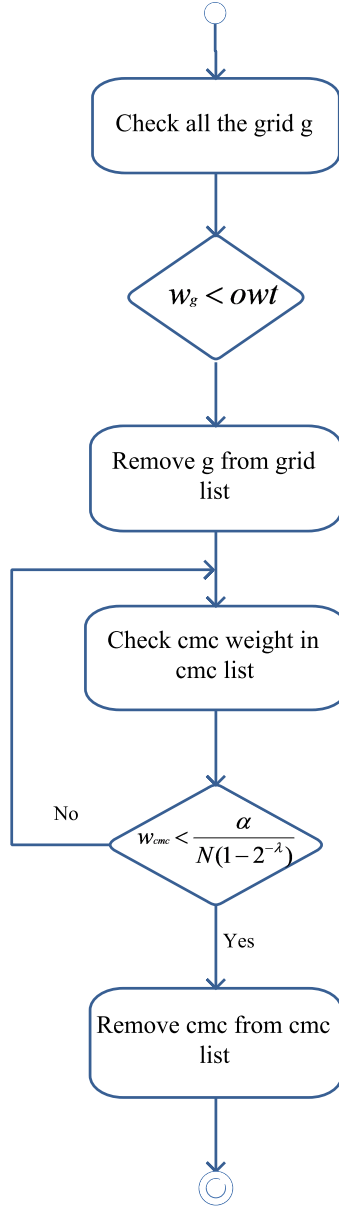 Check all the grid g
w_g < owt
Remove g from grid
list
Check cmc weight in
cmc list
No
w_cmc < α / N(1 − 2^−λ)
Yes
Remove cmc from cmc
list